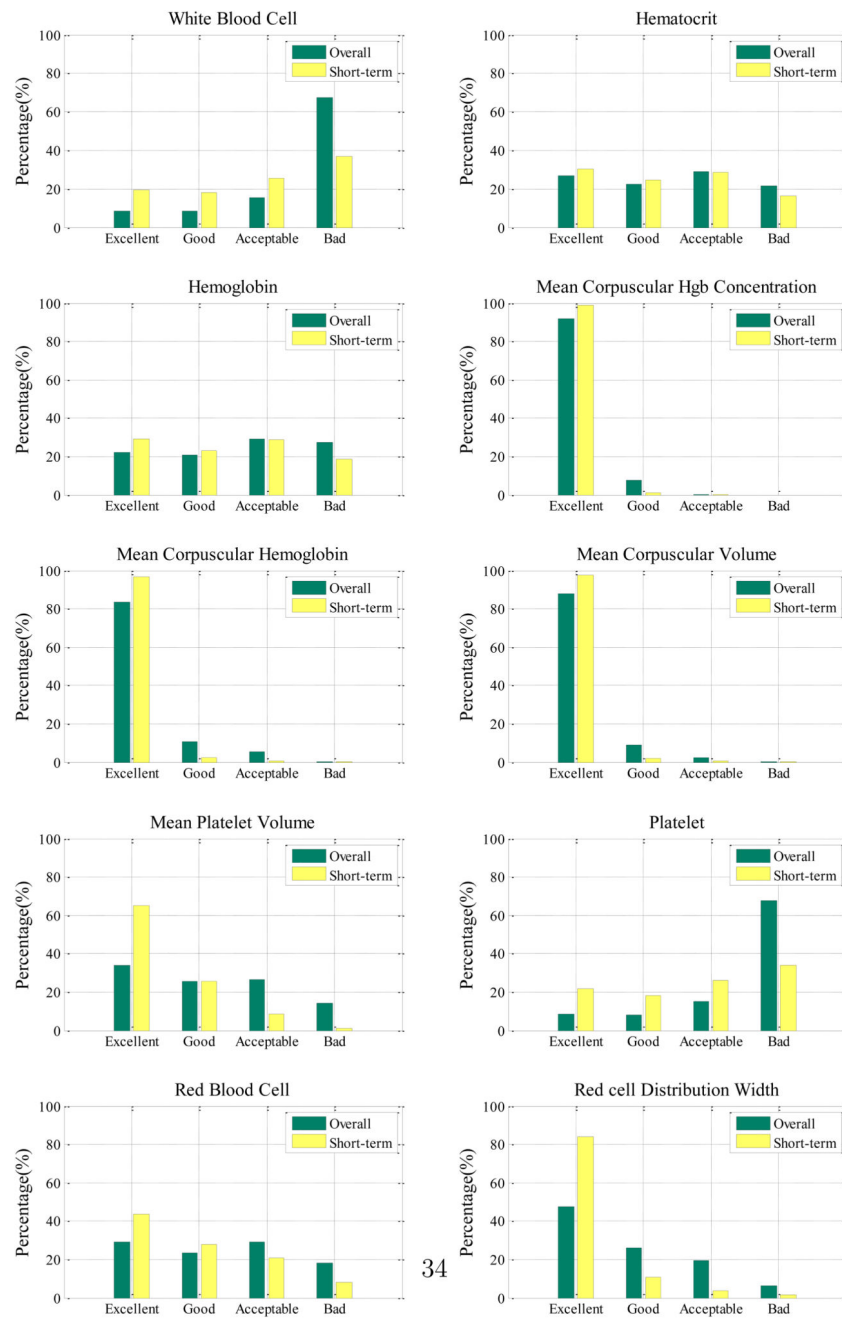 White Blood Cell
Percentage(%)
100
80
60
40
20
0
Overall
Short-term
Excellent Good Acceptable Bad
Hematocrit
Percentage(%)
100
80
60
40
20
0
Overall
Short-term
Excellent Good Acceptable Bad
Hemoglobin
Percentage(%)
100
80
60
40
20
0
Overall
Short-term
Excellent Good Acceptable Bad
Mean Corpuscular Hgb Concentration
Percentage(%)
100
80
60
40
20
0
Overall
Short-term
Excellent Good Acceptable Bad
Mean Corpuscular Hemoglobin
Percentage(%)
100
80
60
40
20
0
Overall
Short-term
Excellent Good Acceptable Bad
Mean Corpuscular Volume
Percentage(%)
100
80
60
40
20
0
Overall
Short-term
Excellent Good Acceptable Bad
Mean Platelet Volume
Percentage(%)
100
80
60
40
20
0
Overall
Short-term
Excellent Good Acceptable Bad
Platelet
Percentage(%)
100
80
60
40
20
0
Overall
Short-term
Excellent Good Acceptable Bad
Red Blood Cell
Percentage(%)
100
80
60
40
20
0
Overall
Short-term
Excellent Good Acceptable Bad
Red cell Distribution Width
Percentage(%)
100
80
60
40
20
0
Overall
Short-term
Excellent Good Acceptable Bad
34